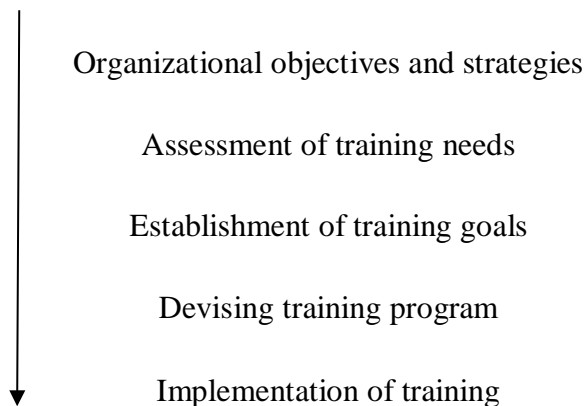 Organizational objectives and strategies
Assessment of training needs
Establishment of training goals
Devising training program
Implementation of training